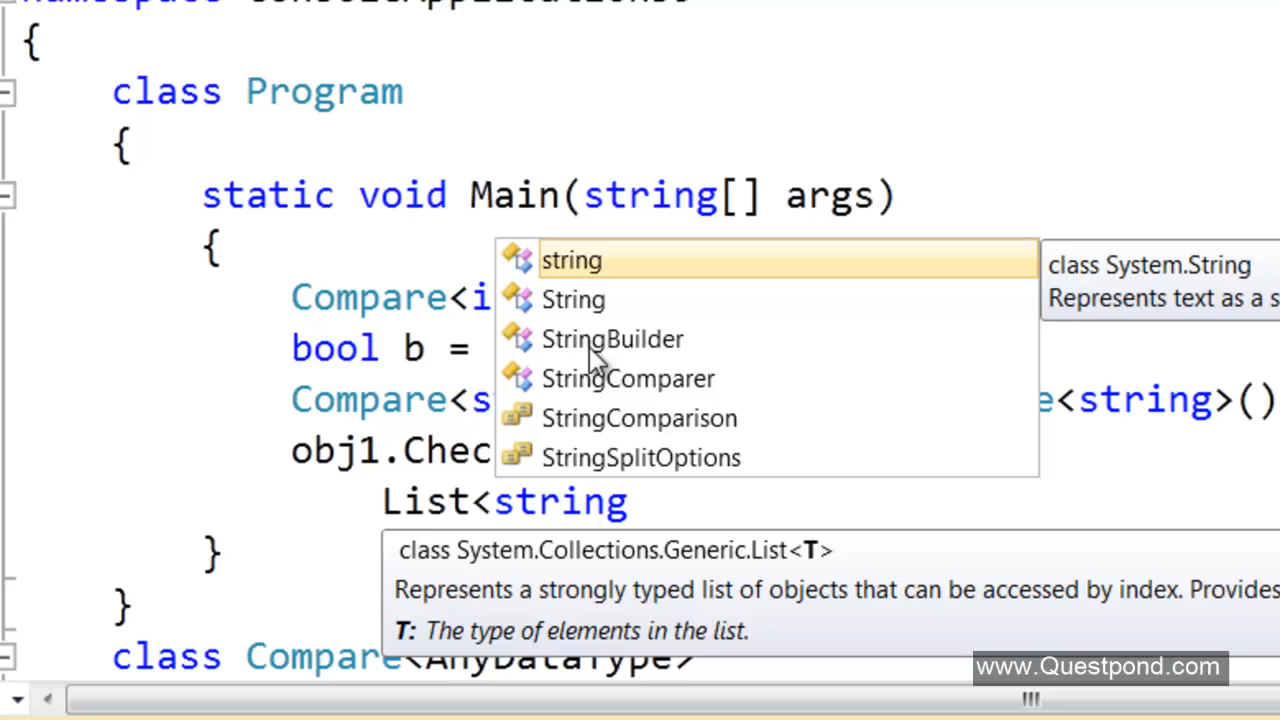 {
class Program
{
static void Main(string[] args)
{
Compare<i
bool b =
Compare<s e<string>()
obj1.Chec
List<string
}
}
class Compare<AnyDataType>
string
String
StringBuilder
StringComparer
StringComparison
StringSplitOptions
class System.String
Represents text as a s
class System.Collections.Generic.List<T>
Represents a strongly typed list of objects that can be accessed by index. Provides
T: The type of elements in the list.
www.Questpond.com